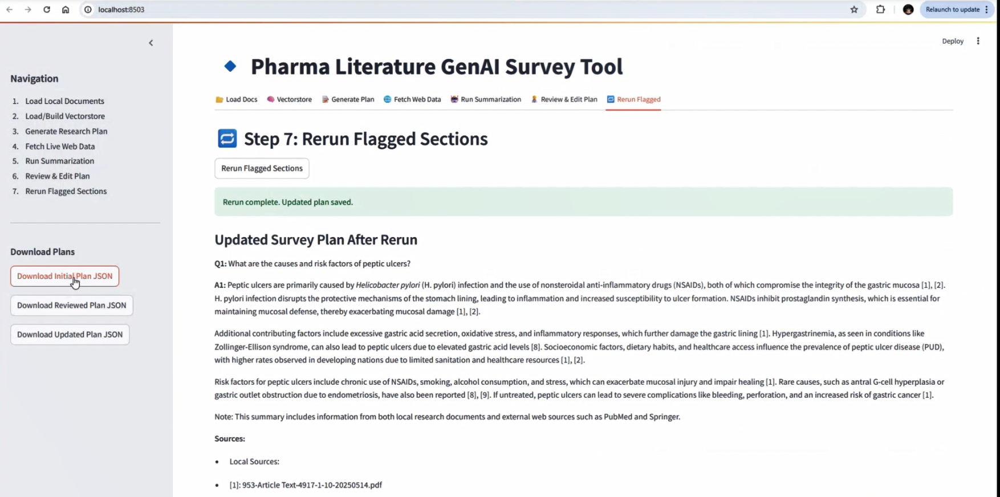 localhost:8503
Relaunch to update
Deploy
Navigation
1. Load Local Documents
2. Load/Build Vectorstore
3. Generate Research Plan
4. Fetch Live Web Data
5. Run Summarization
6. Review & Edit Plan
7. Rerun Flagged Sections
Download Plans
Download Initial Plan JSON
Download Reviewed Plan JSON
Download Updated Plan JSON
Pharma Literature GenAI Survey Tool
Load Docs Vectorstore Generate Plan Fetch Web Data Run Summarization Review & Edit Plan Rerun Flagged
Step 7: Rerun Flagged Sections
Rerun Flagged Sections
Rerun complete. Updated plan saved.
Updated Survey Plan After Rerun
Q1: What are the causes and risk factors of peptic ulcers?
A1: Peptic ulcers are primarily caused by Helicobacter pylori (H. pylori) infection and the use of nonsteroidal anti-inflammatory drugs (NSAIDs), both of which compromise the integrity of the gastric mucosa [1], [2].
H. pylori infection disrupts the protective mechanisms of the stomach lining, leading to inflammation and increased susceptibility to ulcer formation. NSAIDs inhibit prostaglandin synthesis, which is essential for
maintaining mucosal defense, thereby exacerbating mucosal damage [1], [2].
Additional contributing factors include excessive gastric acid secretion, oxidative stress, and inflammatory responses, which further damage the gastric lining [1]. Hypergastrinemia, as seen in conditions like
Zollinger-Ellison syndrome, can also lead to peptic ulcers due to elevated gastric acid levels [8]. Socioeconomic factors, dietary habits, and healthcare access influence the prevalence of peptic ulcer disease (PUD),
with higher rates observed in developing nations due to limited sanitation and healthcare resources [1], [2].
Risk factors for peptic ulcers include chronic use of NSAIDs, smoking, alcohol consumption, and stress, which can exacerbate mucosal injury and impair healing [1]. Rare causes, such as antral G-cell hyperplasia or
gastric outlet obstruction due to endometriosis, have also been reported [8], [9]. If untreated, peptic ulcers can lead to severe complications like bleeding, perforation, and an increased risk of gastric cancer [1].
Note: This summary includes information from both local research documents and external web sources such as PubMed and Springer.
Sources:
• Local Sources:
• [1]: 953-Article Text-4917-1-10-20250514.pdf